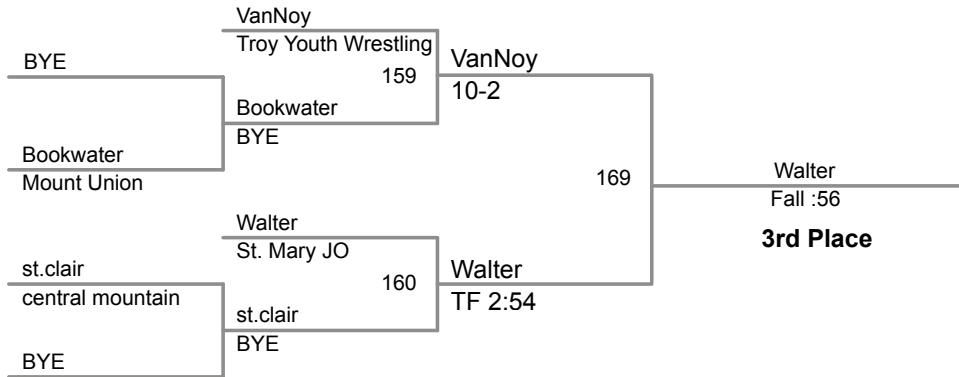 VanNoy
Troy Youth Wrestling
BYE
159
VanNoy
10-2
Bookwater
BYE
Bookwater
Mount Union
169
Walter
Fall :56
3rd Place
Walter
St. Mary JO
st.clair
central mountain
160
Walter
TF 2:54
st.clair
BYE
BYE